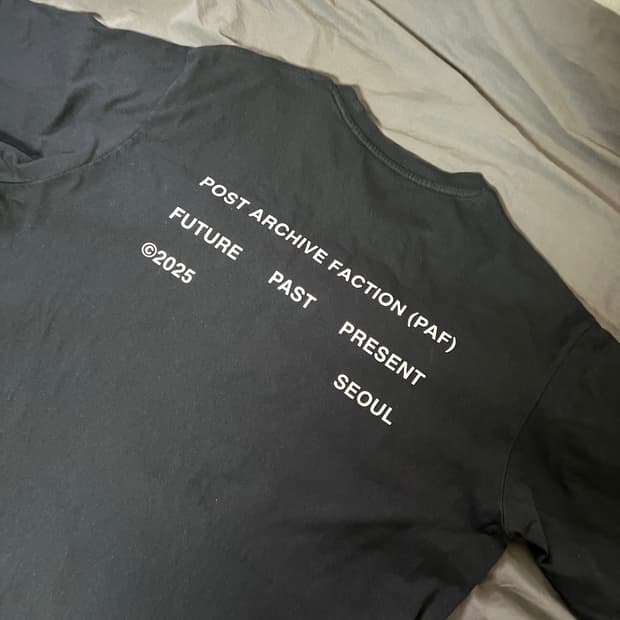 POST ARCHIVE FACTION (PAF)
FUTURE PAST PRESENT
©2025 SEOUL